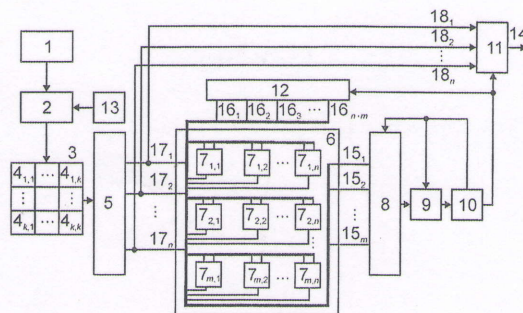 1
18₁
18₂
⋮
18ₙ
11
14
2
13
12
16₁ 16₂ 16₃ ⋯ 16ₙ.ₘ
3
4₁,₁ ⋯ 4₁,ₖ
⋮ ⋮
4ₖ,₁ ⋯ 4ₖ,ₖ
5
17₁
17₂
⋮
17ₙ
6
7₁,₁ 7₁,₂ ⋯ 7₁,ₙ
7₂,₁ 7₂,₂ ⋯ 7₂,ₙ
⋮
7ₘ,₁ 7ₘ,₂ ⋯ 7ₘ,ₙ
15₁
15₂
⋮
15ₘ
8
9
10